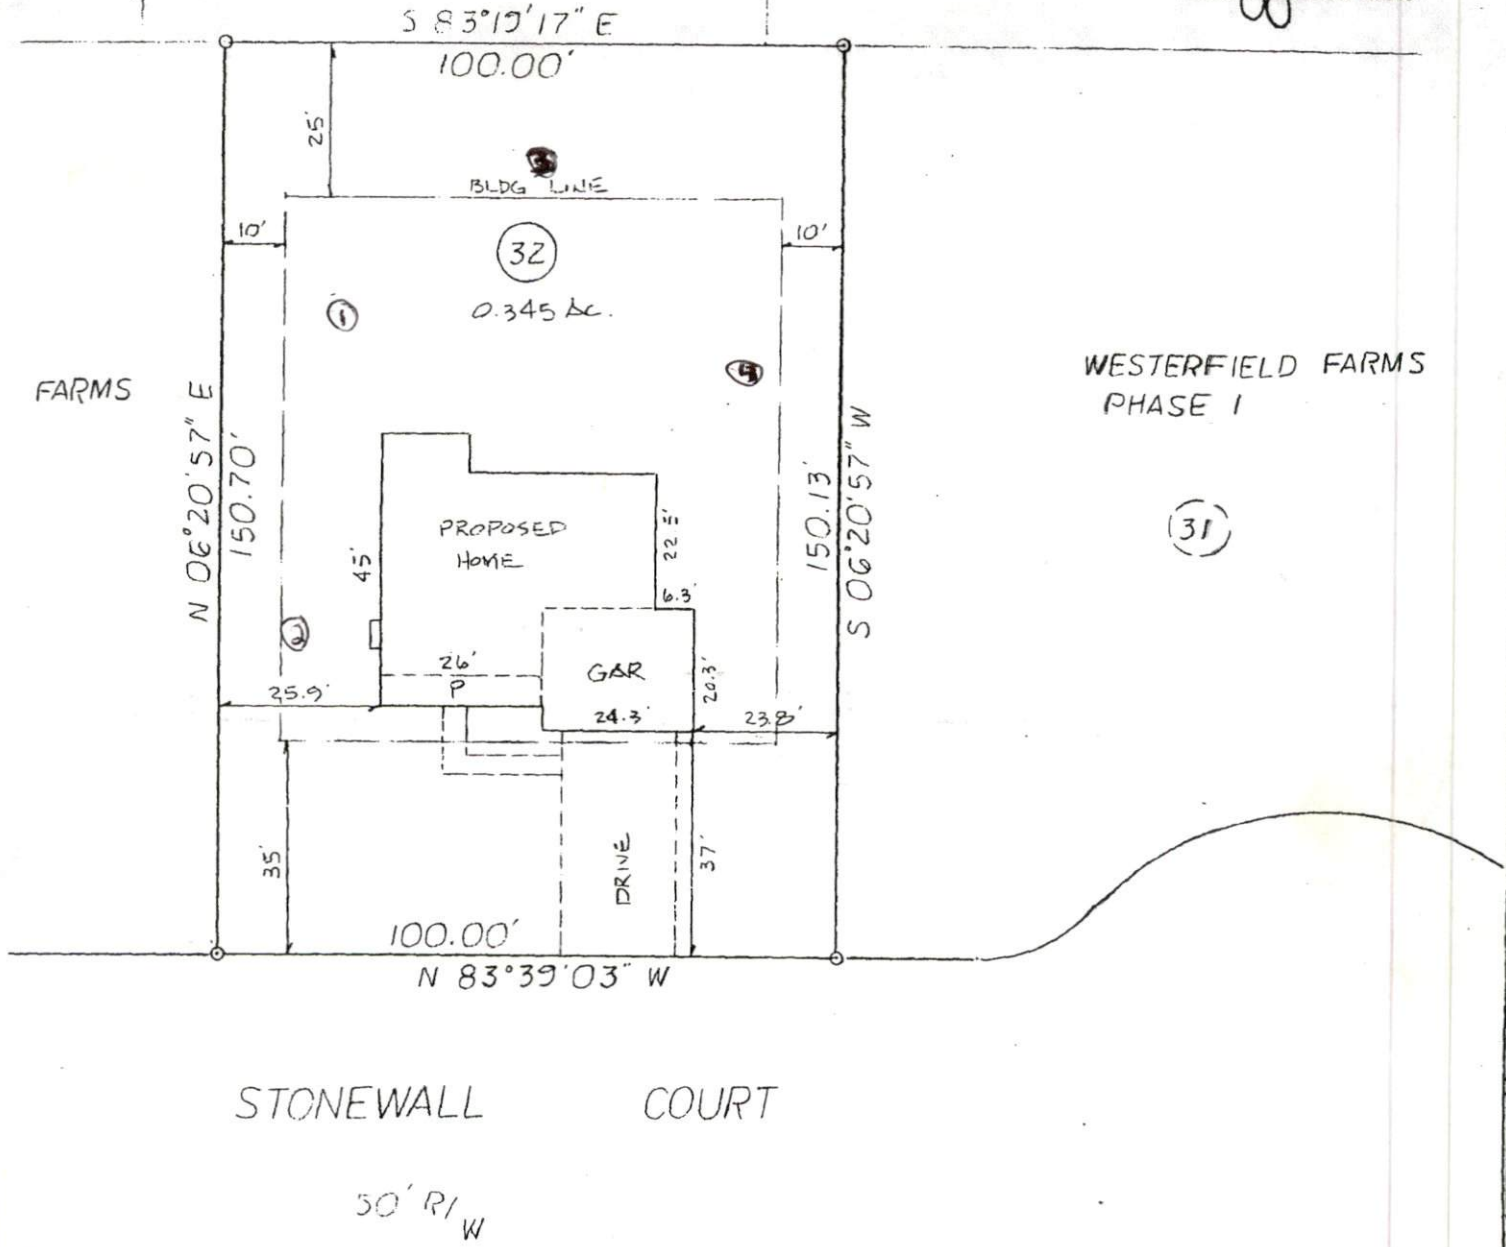 S 83°19'17" E
100.00'
25'
3
BLDG LINE
10'
10'
32
0.345 Ac.
1
4
FARMS
WESTERFIELD FARMS
PHASE 1
N 06°20'57" E
150.70'
150.13'
S 06°20'57" W
31
PROPOSED
HOME
45'
22.5'
6.3'
2
26'
P
GAR
20.3'
25.9'
24.3'
23.8'
35'
DRIVE
37'
100.00'
N 83°39'03" W
STONEWALL COURT
50' R/W